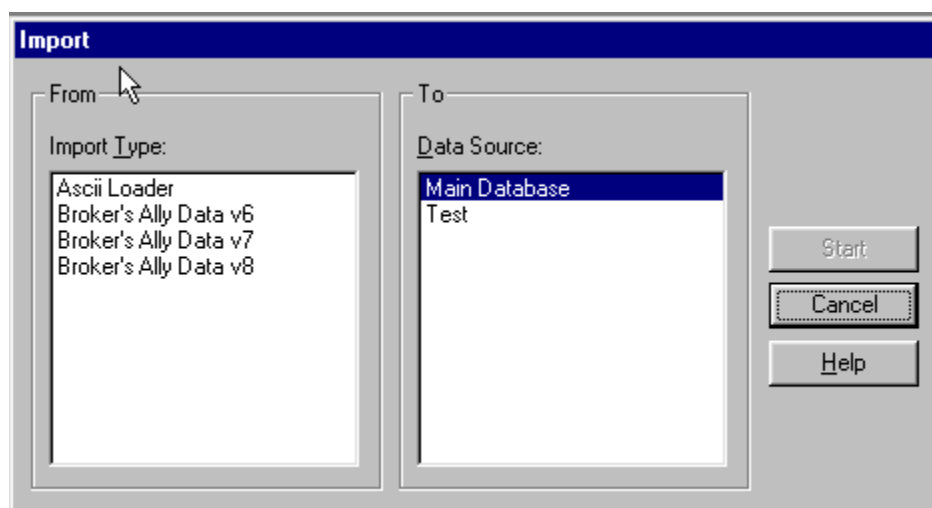 Import
From
Import Type:
Ascii Loader
Broker's Ally Data v6
Broker's Ally Data v7
Broker's Ally Data v8
To
Data Source:
Main Database
Test
Start
Cancel
Help